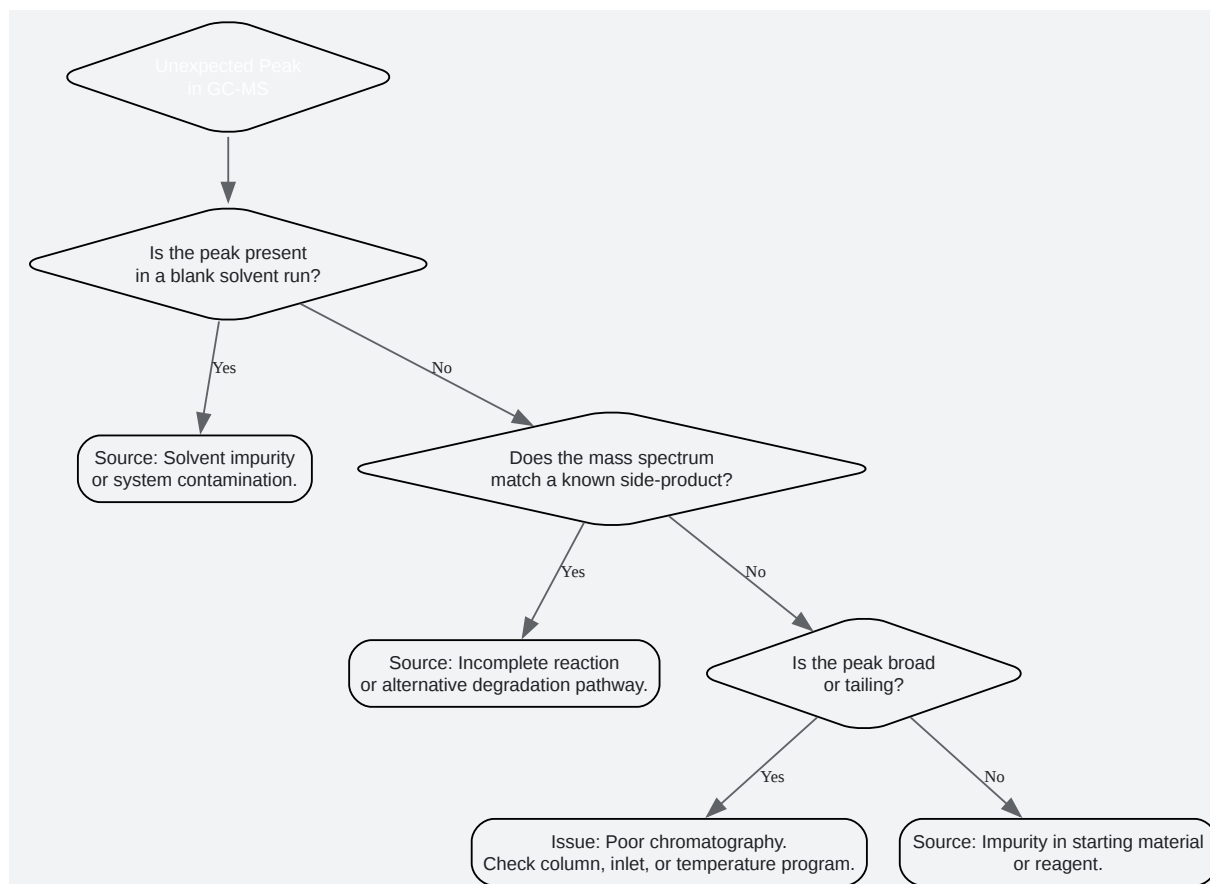 Unexpected Peak
in GC-MS
Is the peak present
in a blank solvent run?
Yes
No
Source: Solvent impurity
or system contamination.
Does the mass spectrum
match a known side-product?
Yes
No
Source: Incomplete reaction
or alternative degradation pathway.
Is the peak broad
or tailing?
Yes
No
Issue: Poor chromatography.
Check column, inlet, or temperature program.
Source: Impurity in starting material
or reagent.